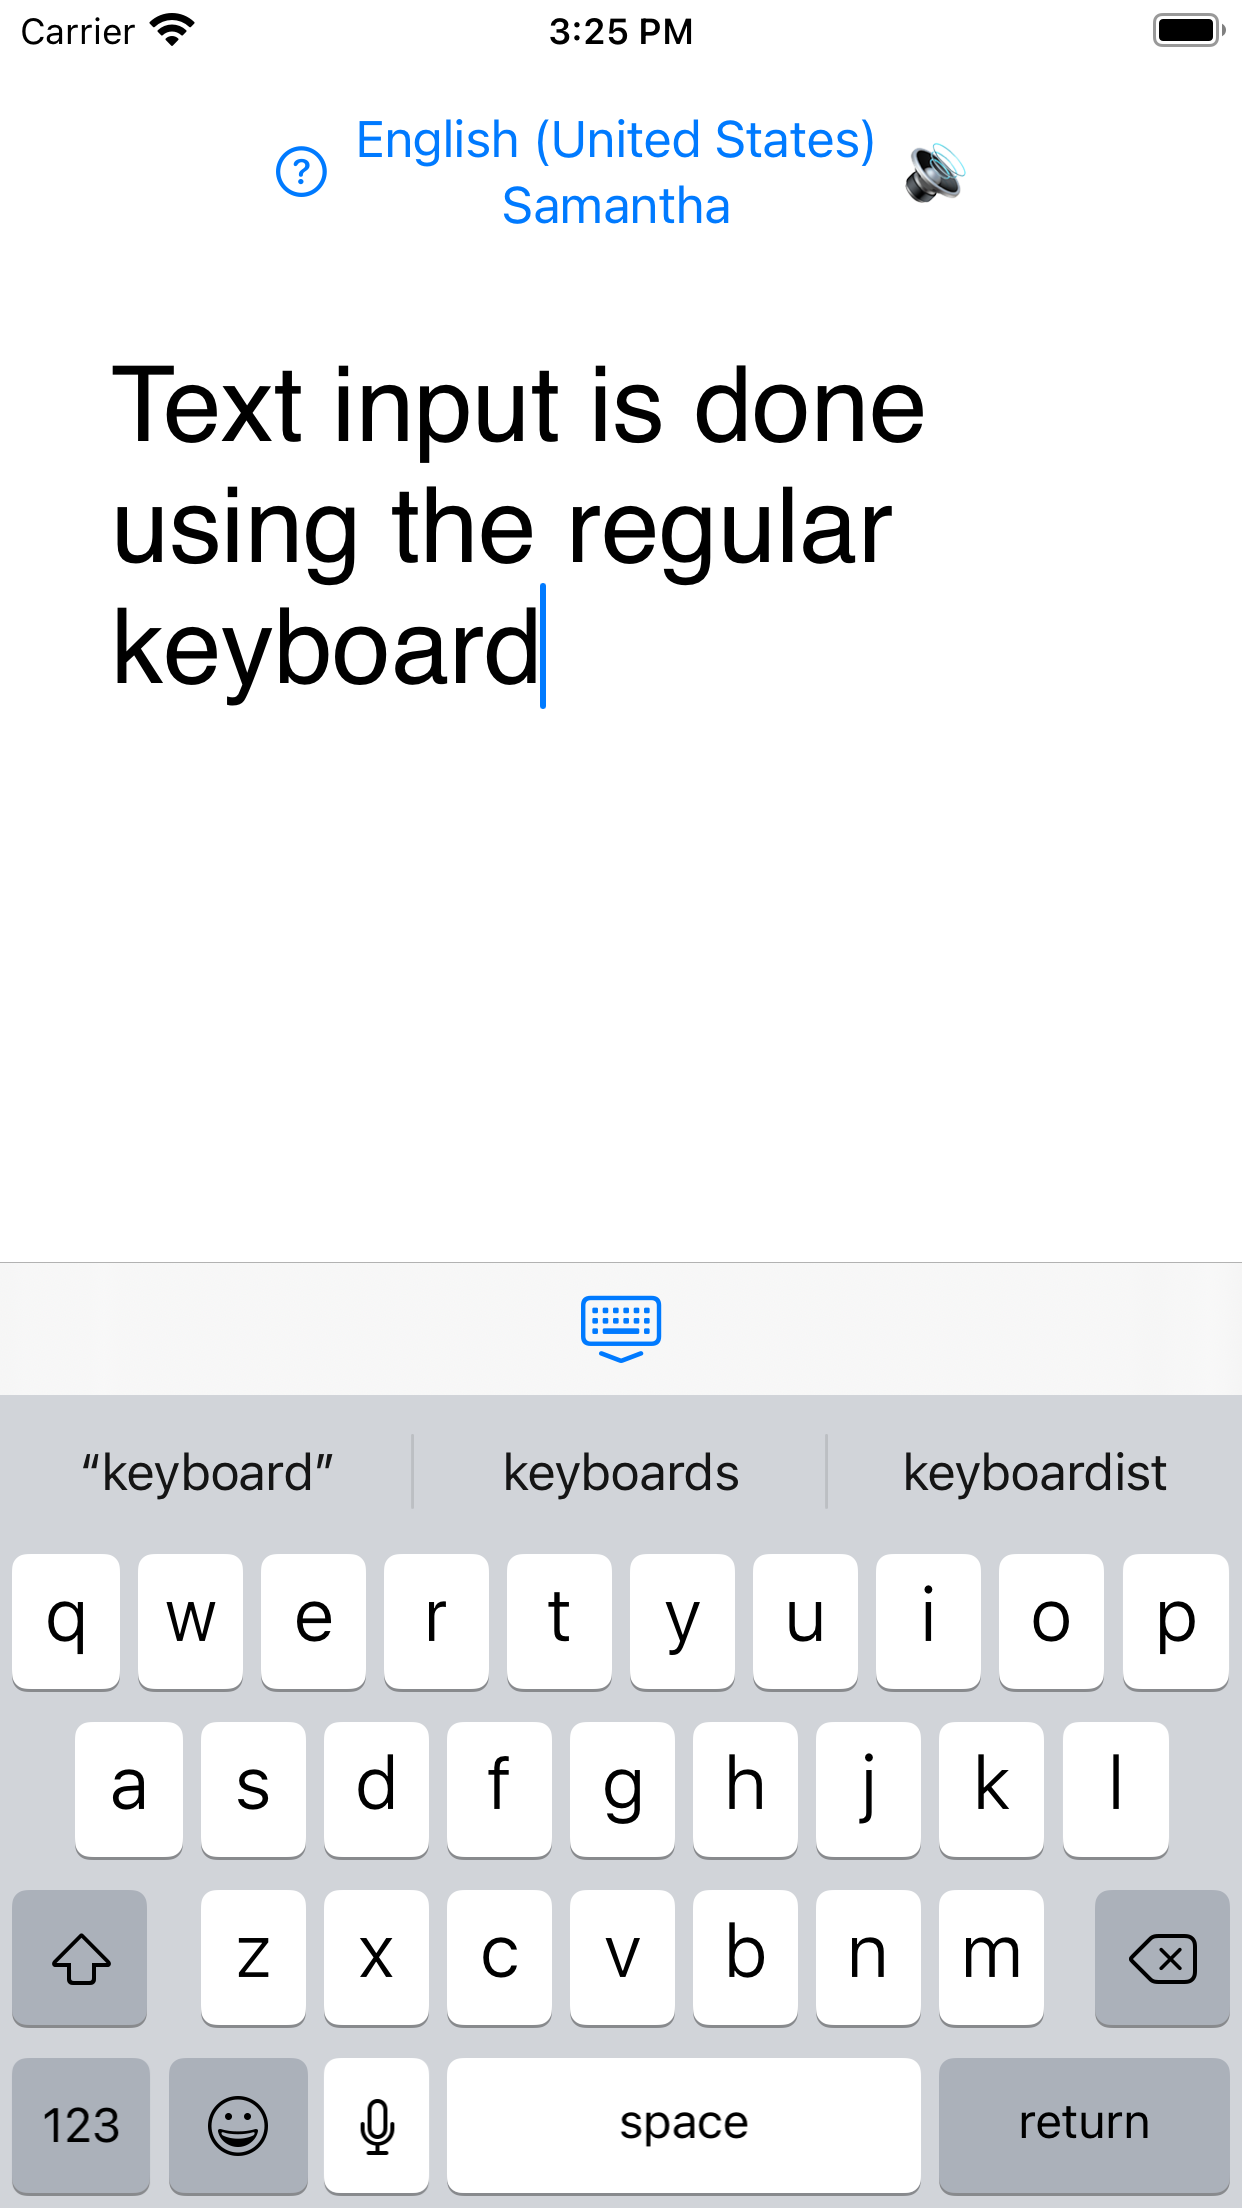 Carrier 3:25 PM
?
English (United States)
Samantha
Text input is done
using the regular
keyboard
“keyboard” keyboards keyboardist
q w e r t y u i o p
a s d f g h j k l
z x c v b n m
123 space return